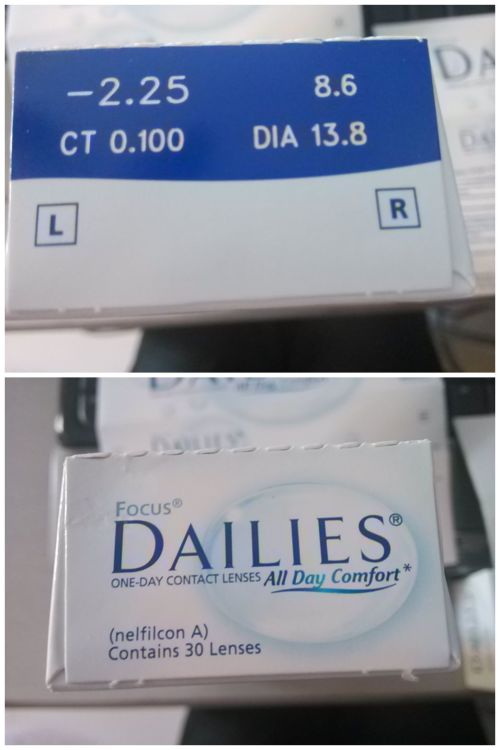 −2.25 8.6
CT 0.100 DIA 13.8
L R
DA
Focus®
DAILIES®
ONE-DAY CONTACT LENSES All Day Comfort*
(nelfilcon A)
Contains 30 Lenses